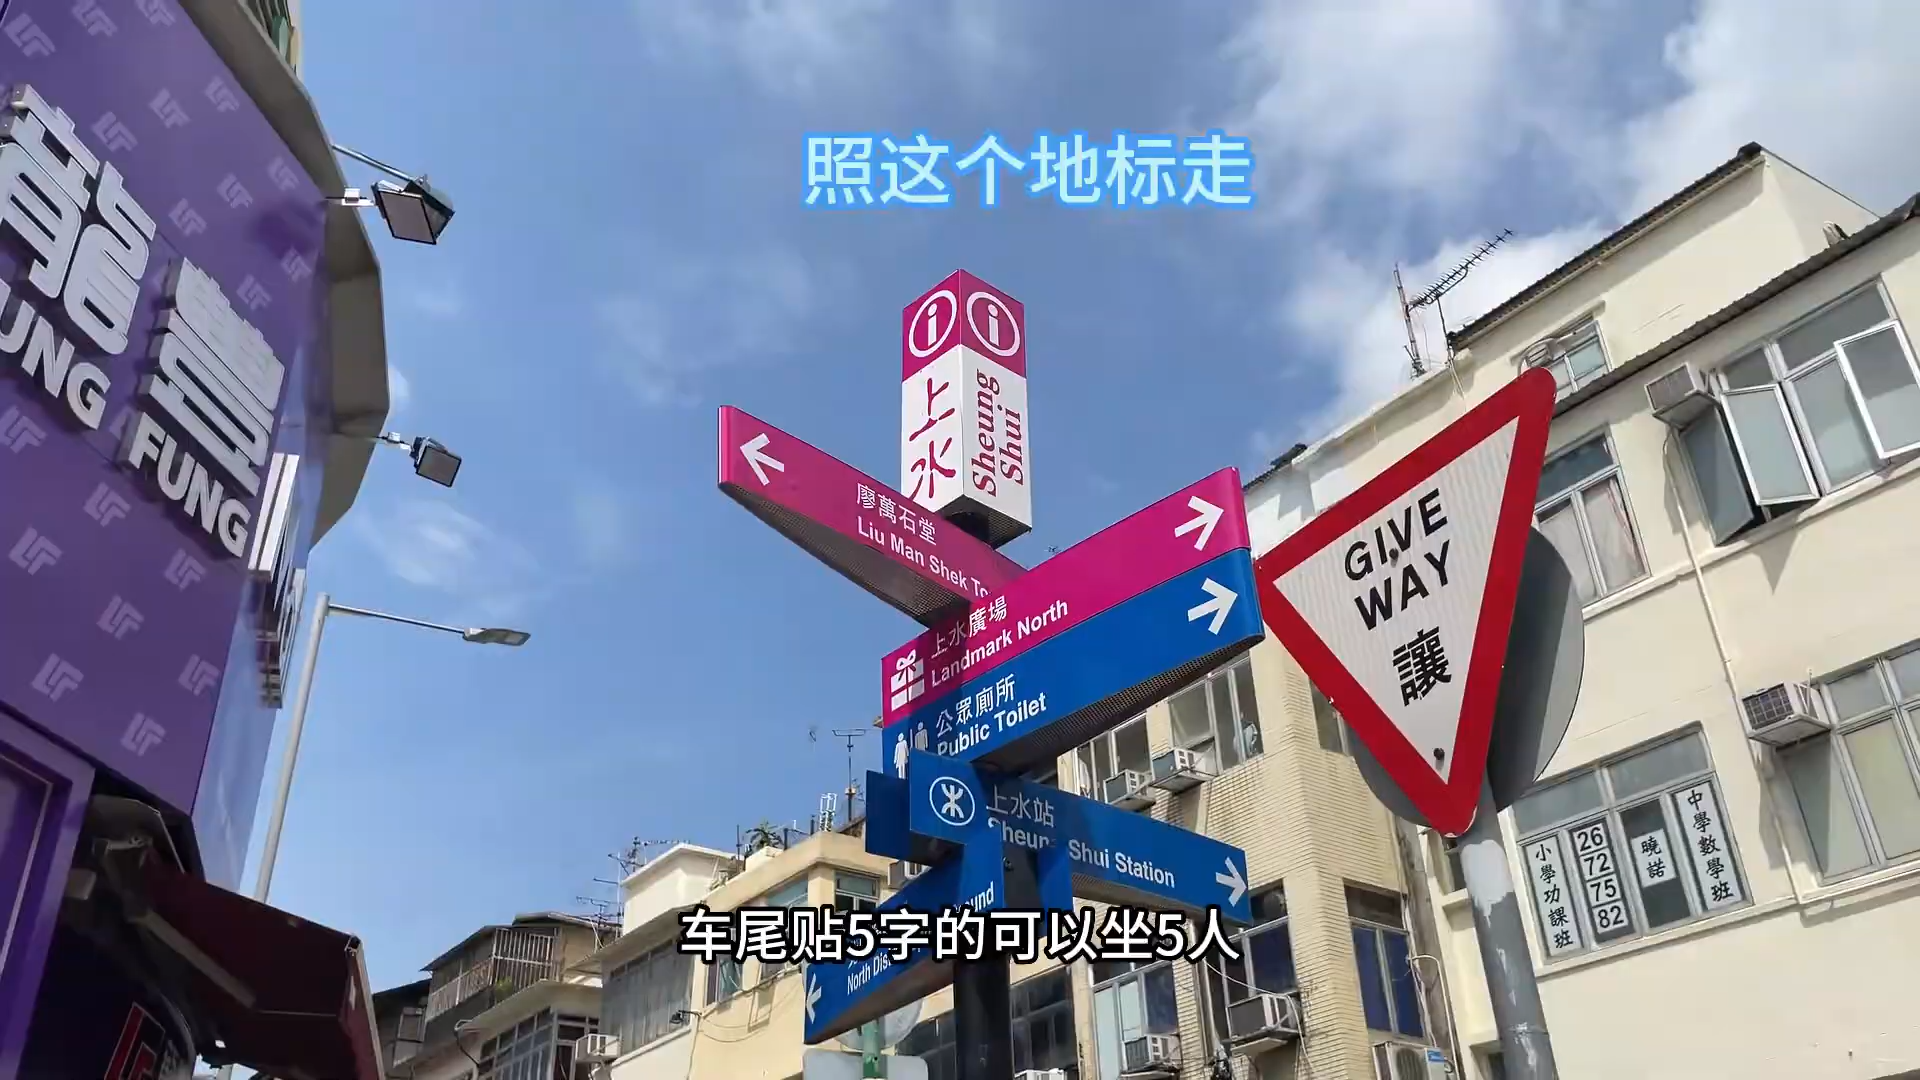 照这个地标走
龍豐
UNG FUNG
上水
Sheung
Shui
廖萬石堂
Liu Man Shek
上水廣場
Landmark North
公眾廁所
Public Toilet
上水站
Sheung Shui Station
North
GIVE
WAY
讓
小學功課班
26
72
75
82
曉諾
中學數學班
车尾贴5字的可以坐5人